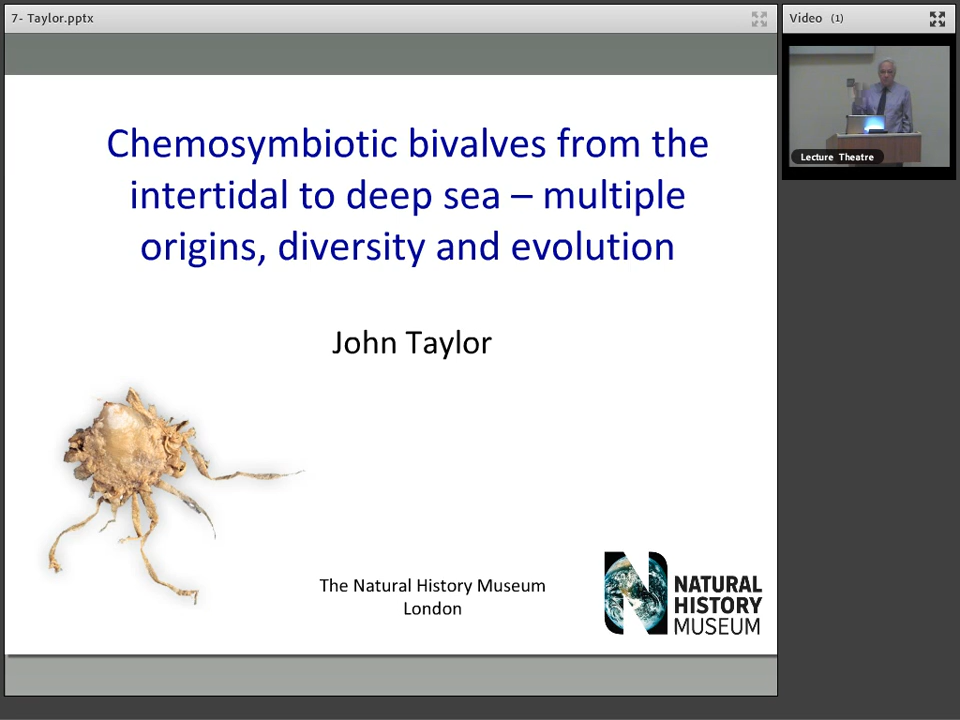 7- Taylor.pptx
Video (1)
Lecture Theatre
Chemosymbiotic bivalves from the
intertidal to deep sea – multiple
origins, diversity and evolution
John Taylor
The Natural History Museum
London
NATURAL
HISTORY
MUSEUM